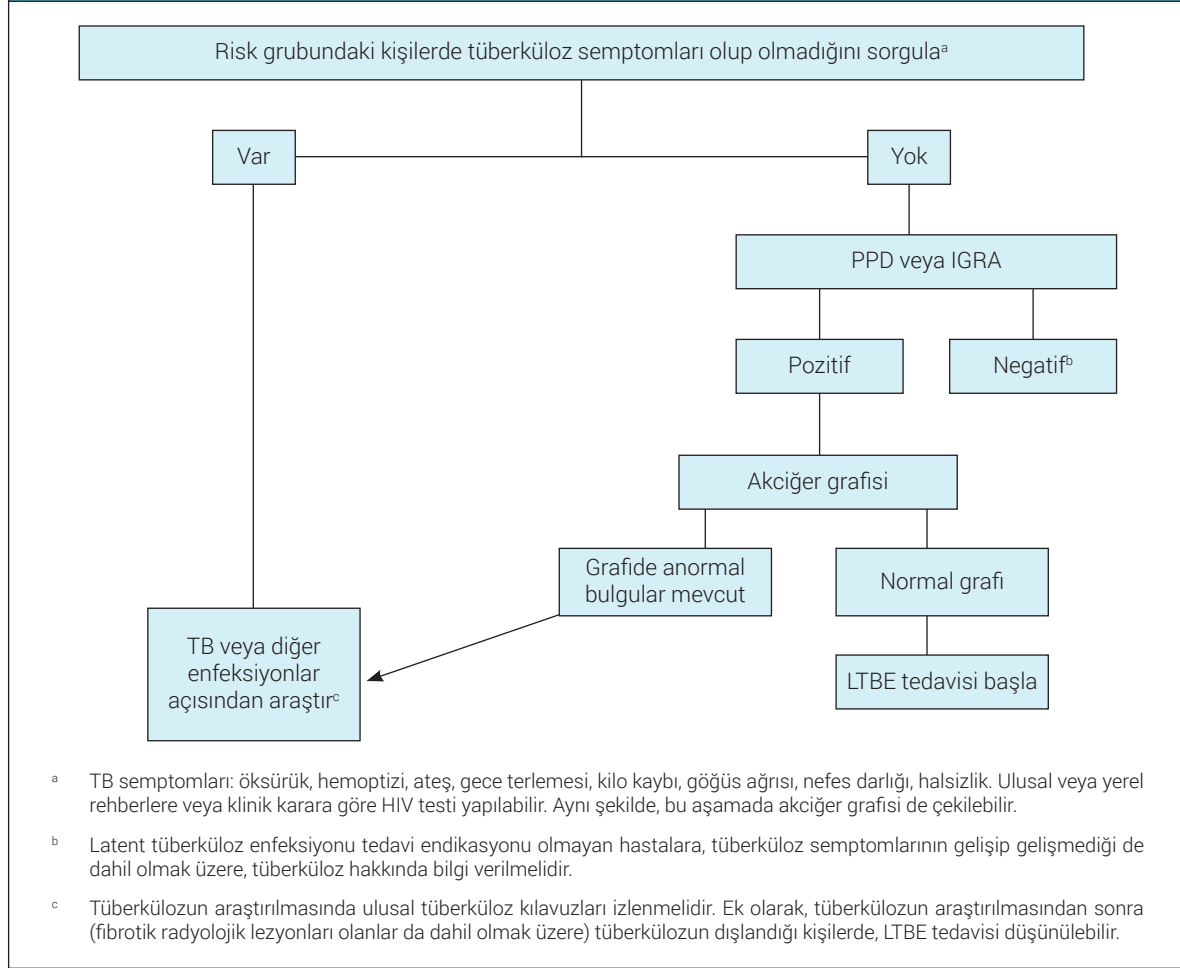 Risk grubundaki kişilerde tüberküloz semptomları olup olmadığını sorgulaᵃ
Var
Yok
PPD veya IGRA
Pozitif
Negatifᵇ
Akciğer grafisi
Grafide anormal
bulgular mevcut
Normal grafi
TB veya diğer
enfeksiyonlar
açısından araştırᶜ
LTBE tedavisi başla
ᵃ TB semptomları: öksürük, hemoptizi, ateş, gece terlemesi, kilo kaybı, göğüs ağrısı, nefes darlığı, halsizlik. Ulusal veya yerel
rehberlere veya klinik karara göre HIV testi yapılabilir. Aynı şekilde, bu aşamada akciğer grafisi de çekilebilir.
ᵇ Latent tüberküloz enfeksiyonu tedavi endikasyonu olmayan hastalara, tüberküloz semptomlarının gelişip gelişmediği de
dahil olmak üzere, tüberküloz hakkında bilgi verilmelidir.
ᶜ Tüberkülozun araştırılmasında ulusal tüberküloz kılavuzları izlenmelidir. Ek olarak, tüberkülozun araştırılmasından sonra
(fibrotik radyolojik lezyonları olanlar da dahil olmak üzere) tüberkülozun dışlandığı kişilerde, LTBE tedavisi düşünülebilir.